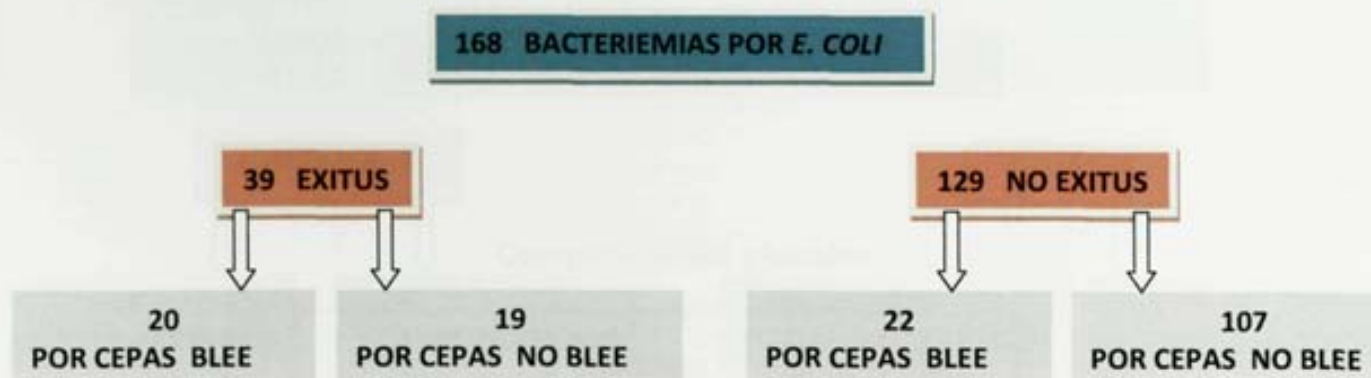 168 BACTERIEMIAS POR E. COLI
39 EXITUS
129 NO EXITUS
20
POR CEPAS BLEE
19
POR CEPAS NO BLEE
22
POR CEPAS BLEE
107
POR CEPAS NO BLEE